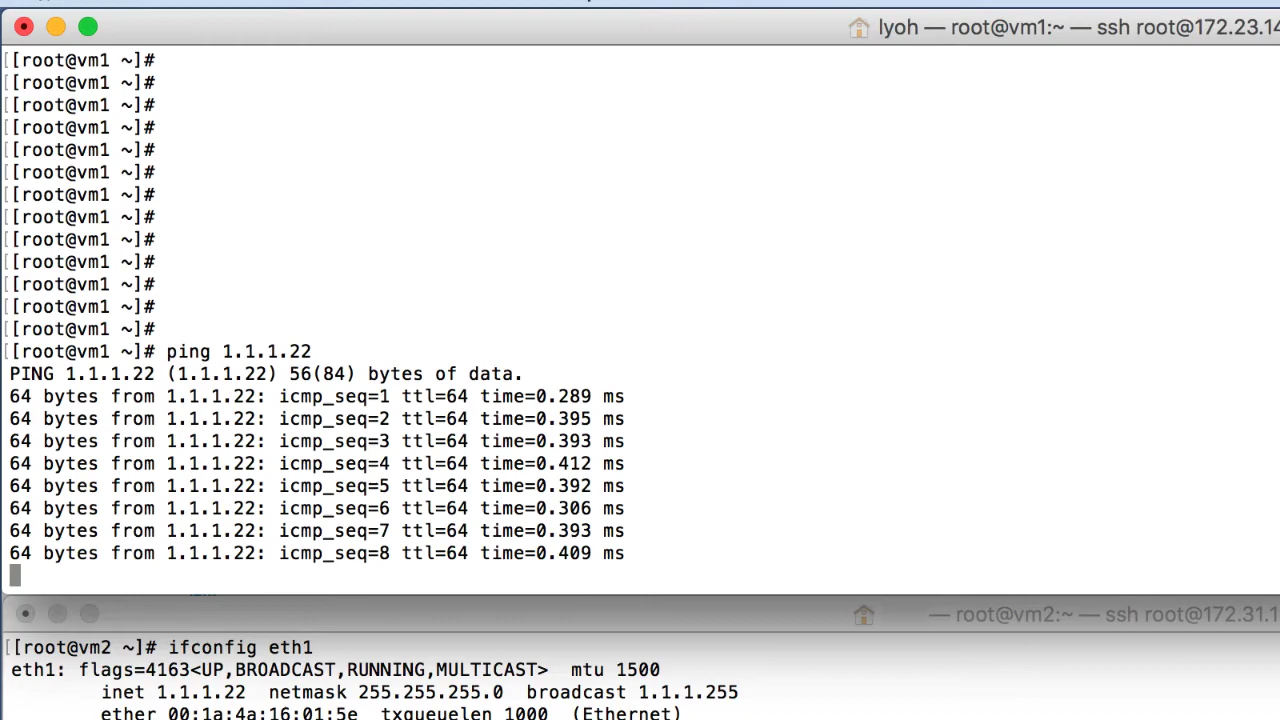 lyoh — root@vm1:~ — ssh root@172.23.14
[[root@vm1 ~]#
[[root@vm1 ~]#
[[root@vm1 ~]#
[[root@vm1 ~]#
[[root@vm1 ~]#
[[root@vm1 ~]#
[[root@vm1 ~]#
[[root@vm1 ~]#
[[root@vm1 ~]#
[[root@vm1 ~]#
[[root@vm1 ~]#
[[root@vm1 ~]#
[[root@vm1 ~]#
[[root@vm1 ~]# ping 1.1.1.22
PING 1.1.1.22 (1.1.1.22) 56(84) bytes of data.
64 bytes from 1.1.1.22: icmp_seq=1 ttl=64 time=0.289 ms
64 bytes from 1.1.1.22: icmp_seq=2 ttl=64 time=0.395 ms
64 bytes from 1.1.1.22: icmp_seq=3 ttl=64 time=0.393 ms
64 bytes from 1.1.1.22: icmp_seq=4 ttl=64 time=0.412 ms
64 bytes from 1.1.1.22: icmp_seq=5 ttl=64 time=0.392 ms
64 bytes from 1.1.1.22: icmp_seq=6 ttl=64 time=0.306 ms
64 bytes from 1.1.1.22: icmp_seq=7 ttl=64 time=0.393 ms
64 bytes from 1.1.1.22: icmp_seq=8 ttl=64 time=0.409 ms
— root@vm2:~ — ssh root@172.31.1
[[root@vm2 ~]# ifconfig eth1
eth1: flags=4163<UP,BROADCAST,RUNNING,MULTICAST>  mtu 1500
        inet 1.1.1.22  netmask 255.255.255.0  broadcast 1.1.1.255
        ether 00:1a:4a:16:01:5e  txqueuelen 1000  (Ethernet)